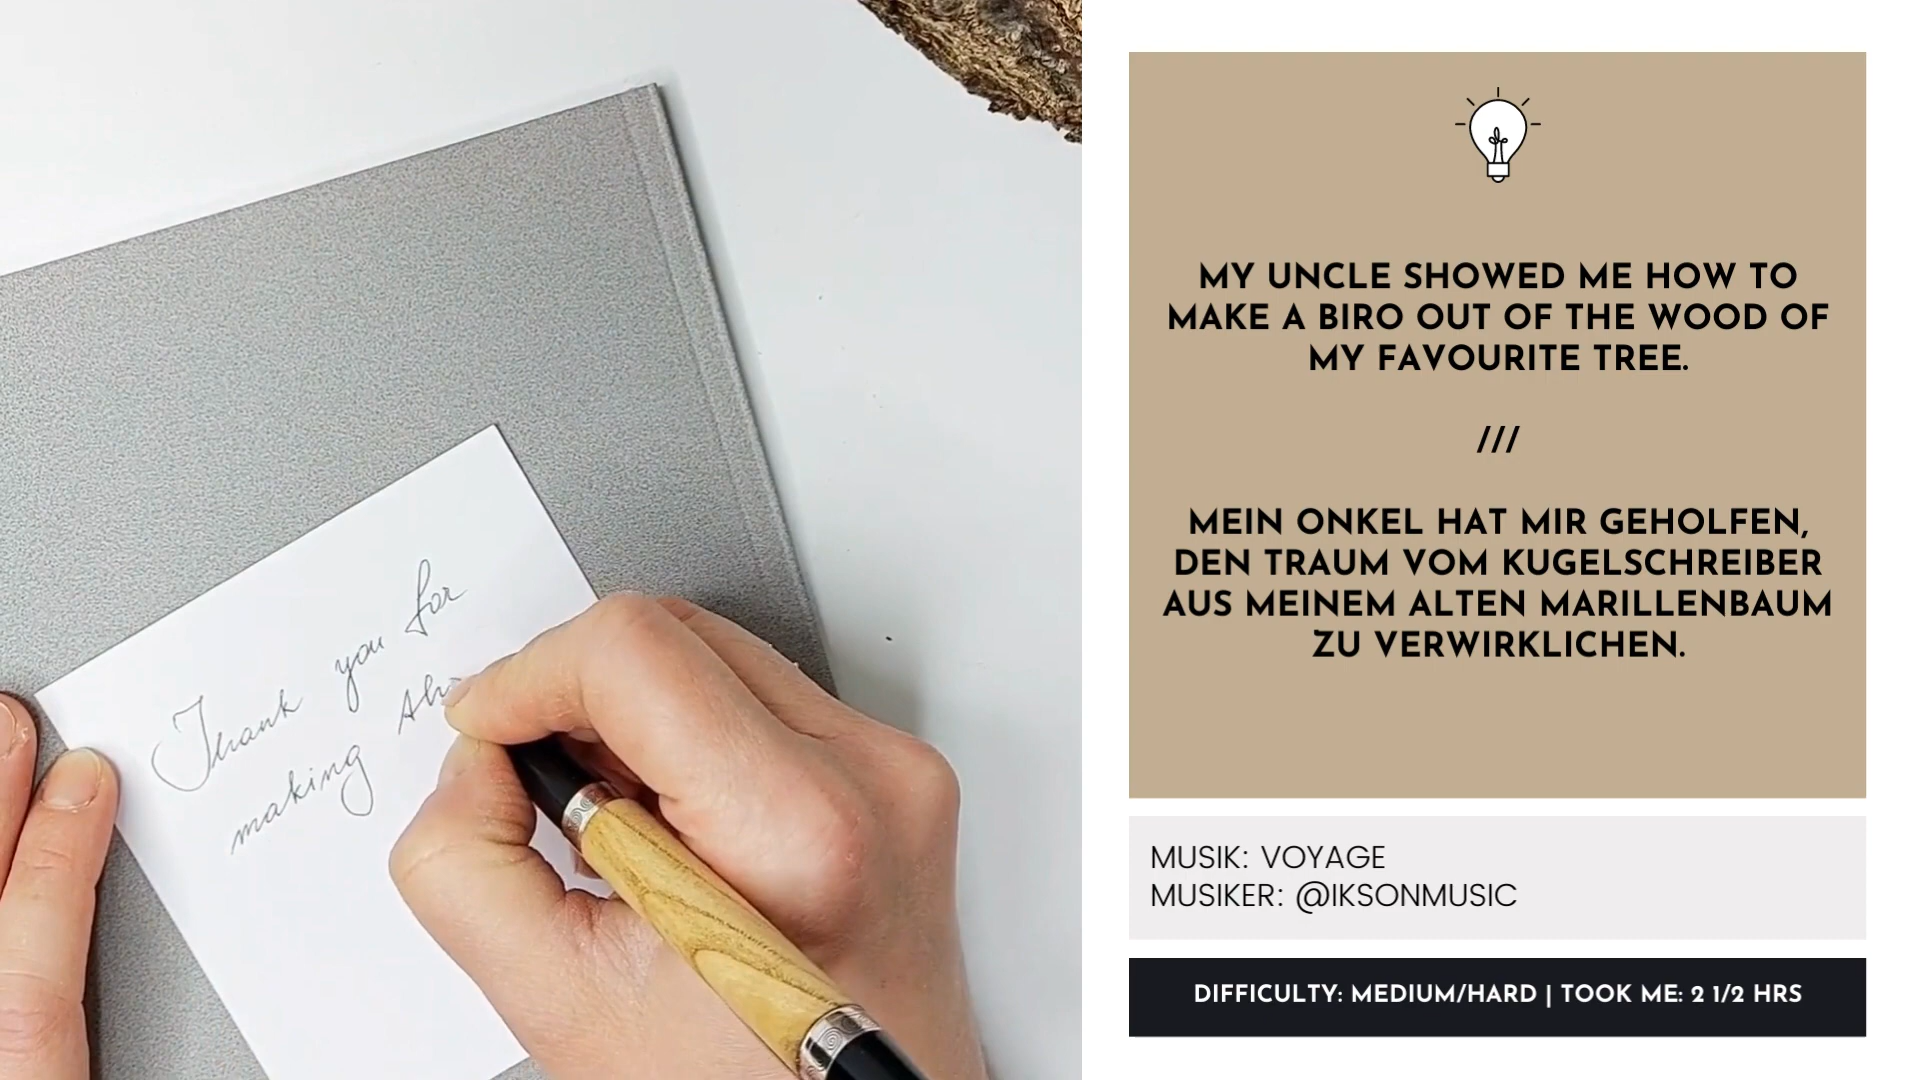 Thank you for
making
MY UNCLE SHOWED ME HOW TO
MAKE A BIRO OUT OF THE WOOD OF
MY FAVOURITE TREE.
///
MEIN ONKEL HAT MIR GEHOLFEN,
DEN TRAUM VOM KUGELSCHREIBER
AUS MEINEM ALTEN MARILLENBAUM
ZU VERWIRKLICHEN.
MUSIK: VOYAGE
MUSIKER: @IKSONMUSIC
DIFFICULTY: MEDIUM/HARD | TOOK ME: 2 1/2 HRS